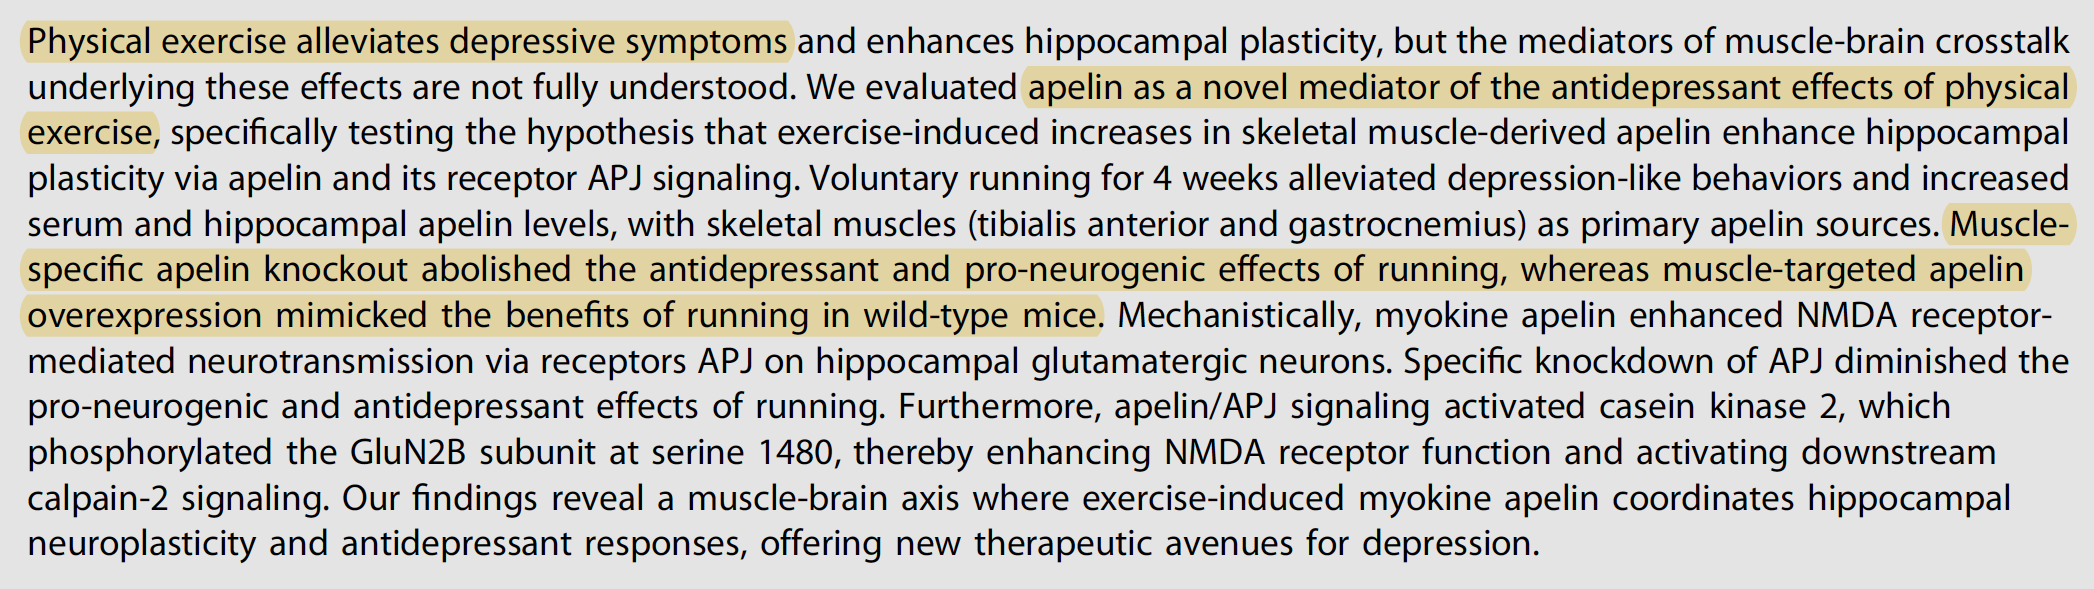 Physical exercise alleviates depressive symptoms and enhances hippocampal plasticity, but the mediators of muscle-brain crosstalk
underlying these effects are not fully understood. We evaluated apelin as a novel mediator of the antidepressant effects of physical
exercise, specifically testing the hypothesis that exercise-induced increases in skeletal muscle-derived apelin enhance hippocampal
plasticity via apelin and its receptor APJ signaling. Voluntary running for 4 weeks alleviated depression-like behaviors and increased
serum and hippocampal apelin levels, with skeletal muscles (tibialis anterior and gastrocnemius) as primary apelin sources. Muscle-
specific apelin knockout abolished the antidepressant and pro-neurogenic effects of running, whereas muscle-targeted apelin
overexpression mimicked the benefits of running in wild-type mice. Mechanistically, myokine apelin enhanced NMDA receptor-
mediated neurotransmission via receptors APJ on hippocampal glutamatergic neurons. Specific knockdown of APJ diminished the
pro-neurogenic and antidepressant effects of running. Furthermore, apelin/APJ signaling activated casein kinase 2, which
phosphorylated the GluN2B subunit at serine 1480, thereby enhancing NMDA receptor function and activating downstream
calpain-2 signaling. Our findings reveal a muscle-brain axis where exercise-induced myokine apelin coordinates hippocampal
neuroplasticity and antidepressant responses, offering new therapeutic avenues for depression.